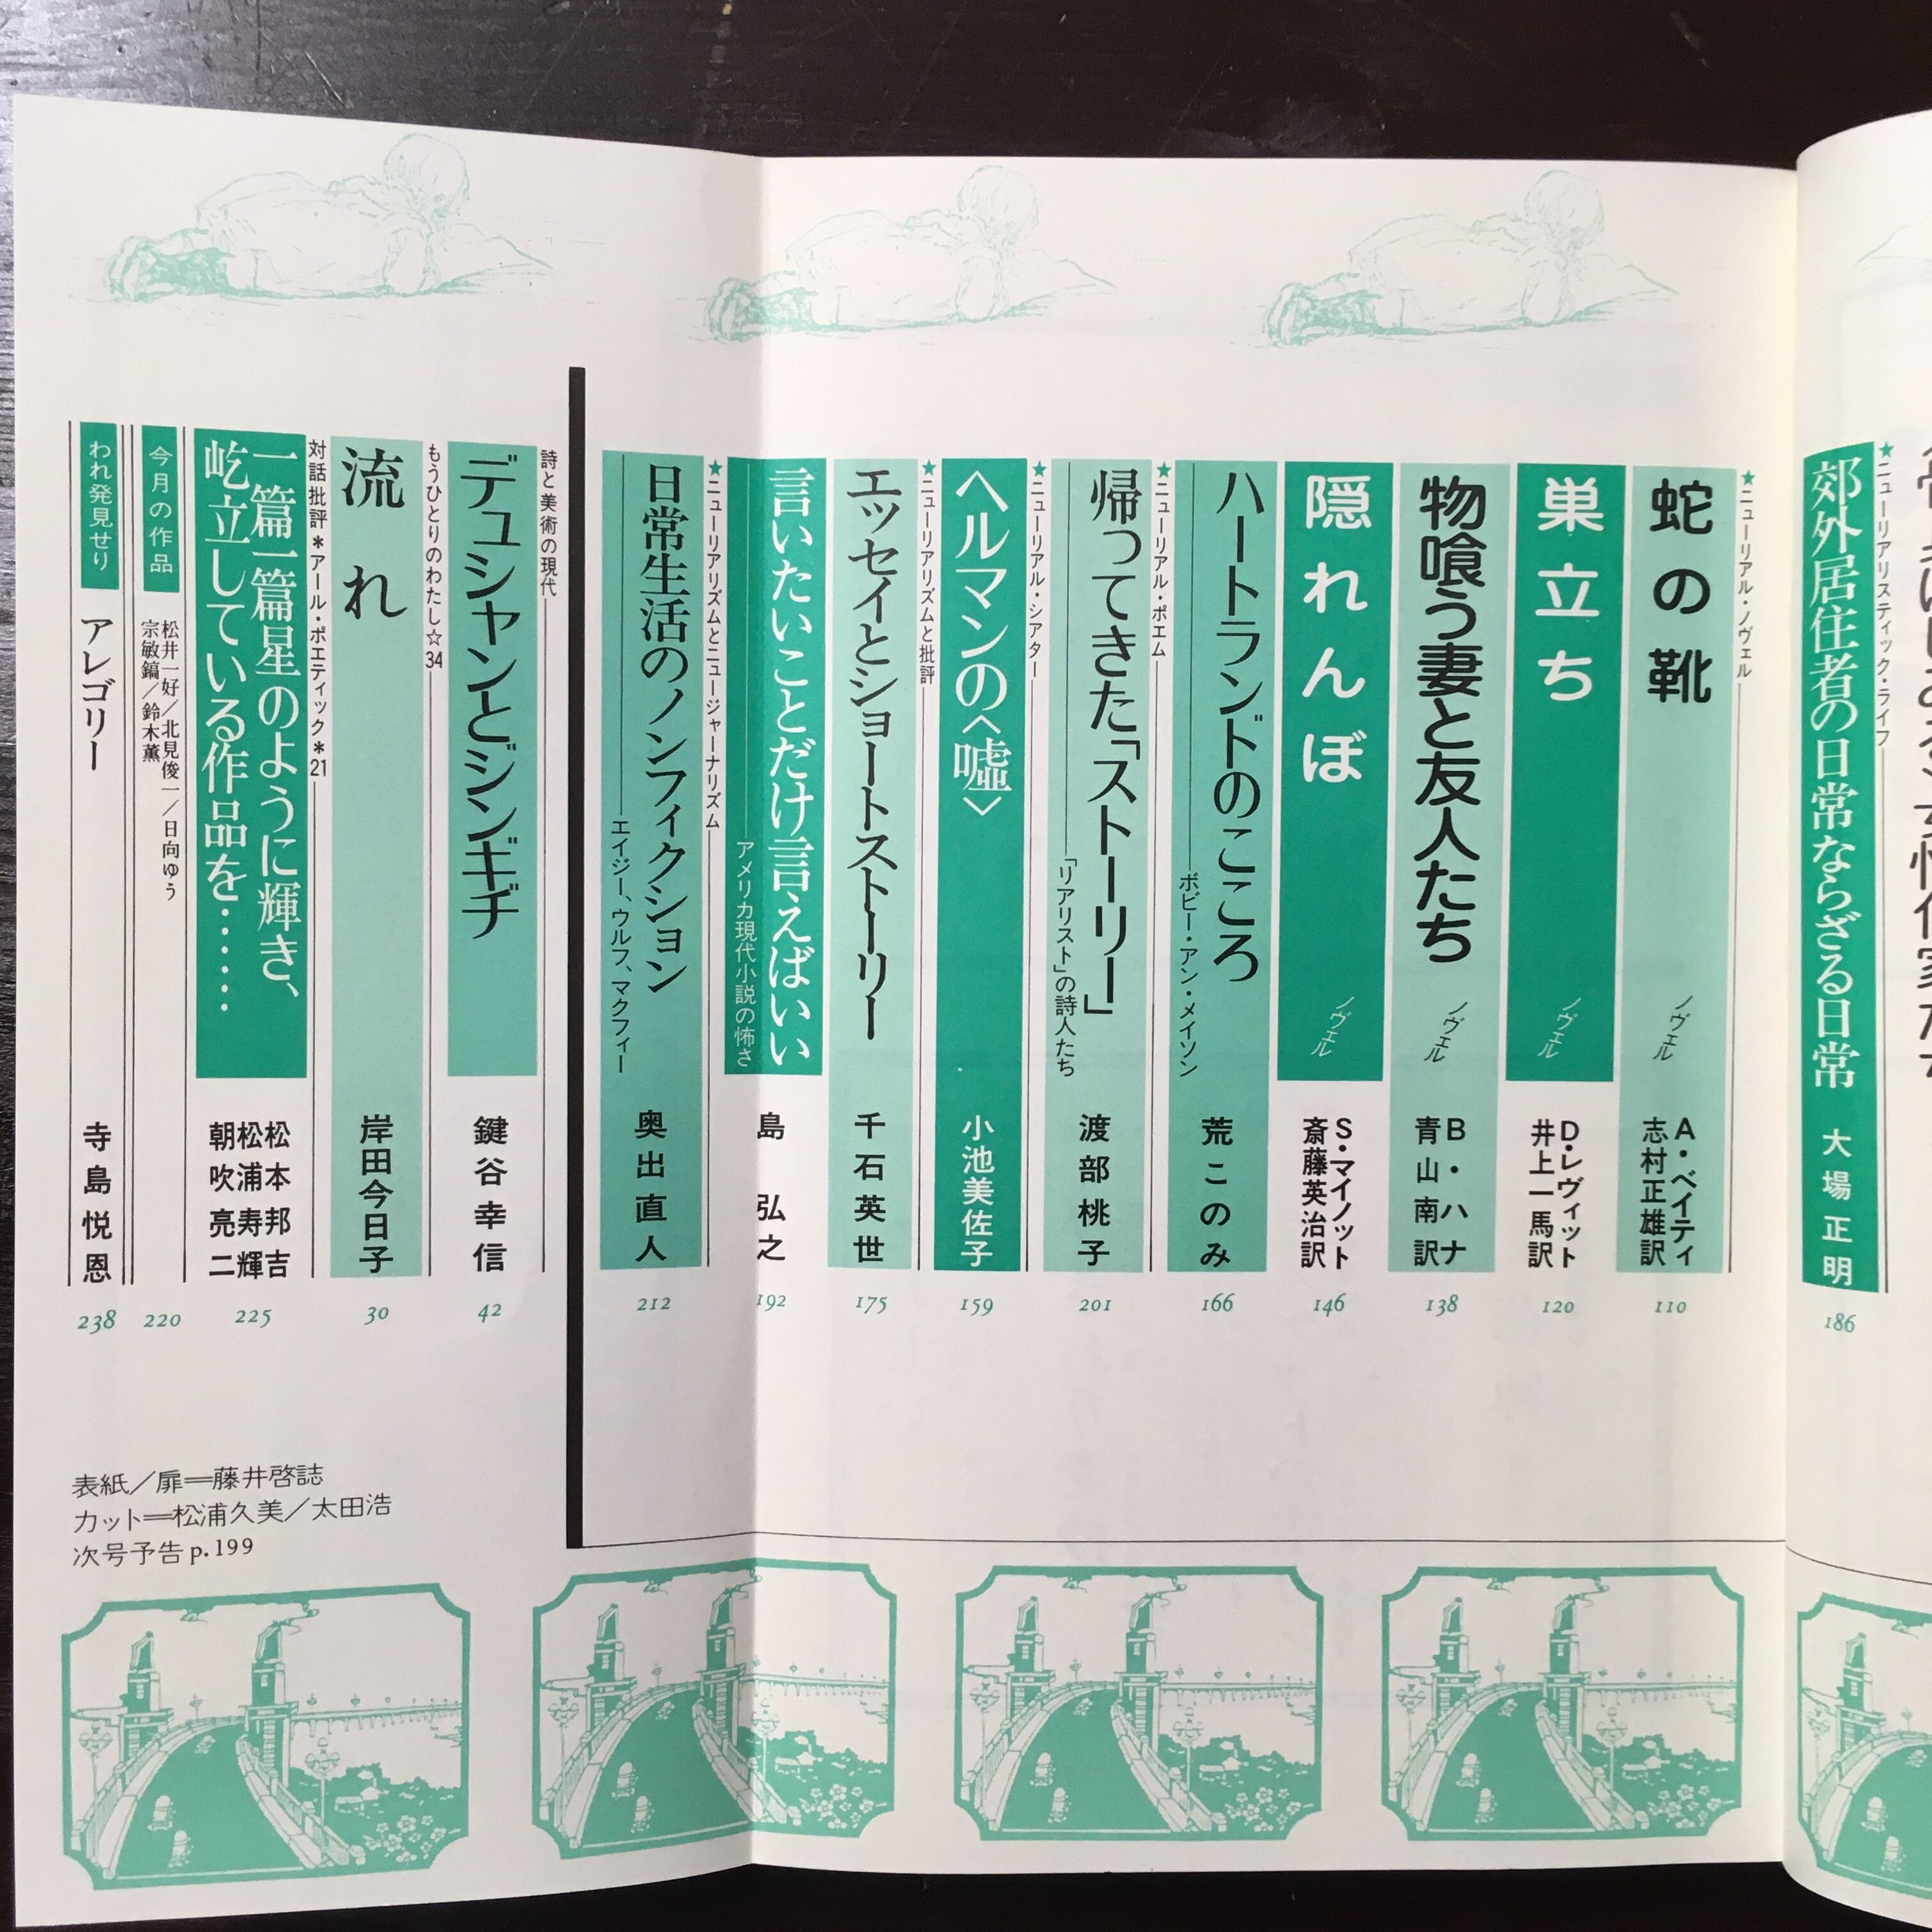 ★ニューリアリスティック・ライフ
郊外居住者の日常ならざる日常
大場正明
186
★ニューリアル・ノヴェル
蛇の靴
ノヴェル
A・ベイティ
志村正雄訳
110
巣立ち
ノヴェル
D・レヴィット
井上一馬訳
120
物喰う妻と友人たち
ノヴェル
B・ハナ
青山南訳
138
隠れんぼ
ノヴェル
S・マイノット
斎藤英治訳
146
ハートランドのこころ
ボビー・アン・メイソン
荒このみ
166
★ニューリアル・ポエム
帰ってきた「ストーリー」
「リアリスト」の詩人たち
渡部桃子
201
★ニューリアル・シアター
ヘルマンの〈嘘〉
小池美佐子
159
★ニューリアリズムと批評
エッセイとショートストーリー
千石英世
175
言いたいことだけ言えばいい
アメリカ現代小説の怖さ
島弘之
192
★ニューリアリズムとニュージャーナリズム
日常生活のノンフィクション
エイジー、ウルフ、マクフィー
奥出直人
212
詩と美術の現代
デュシャンとジンギヂ
鍵谷幸信
42
もうひとりのわたし☆34
流れ
岸田今日子
30
対話批評＊アール・ポエティック＊21
一篇一篇星のように輝き、
屹立している作品を……
松本邦吉
松浦寿輝
朝吹亮二
225
今月の作品
松井一好／北見俊一／日向ゆう
宗敏鎬／鈴木薫
220
われ発見せり
アレゴリー
寺島悦恩
238
表紙／扉＝藤井啓誌
カット＝松浦久美／太田浩
次号予告p.199